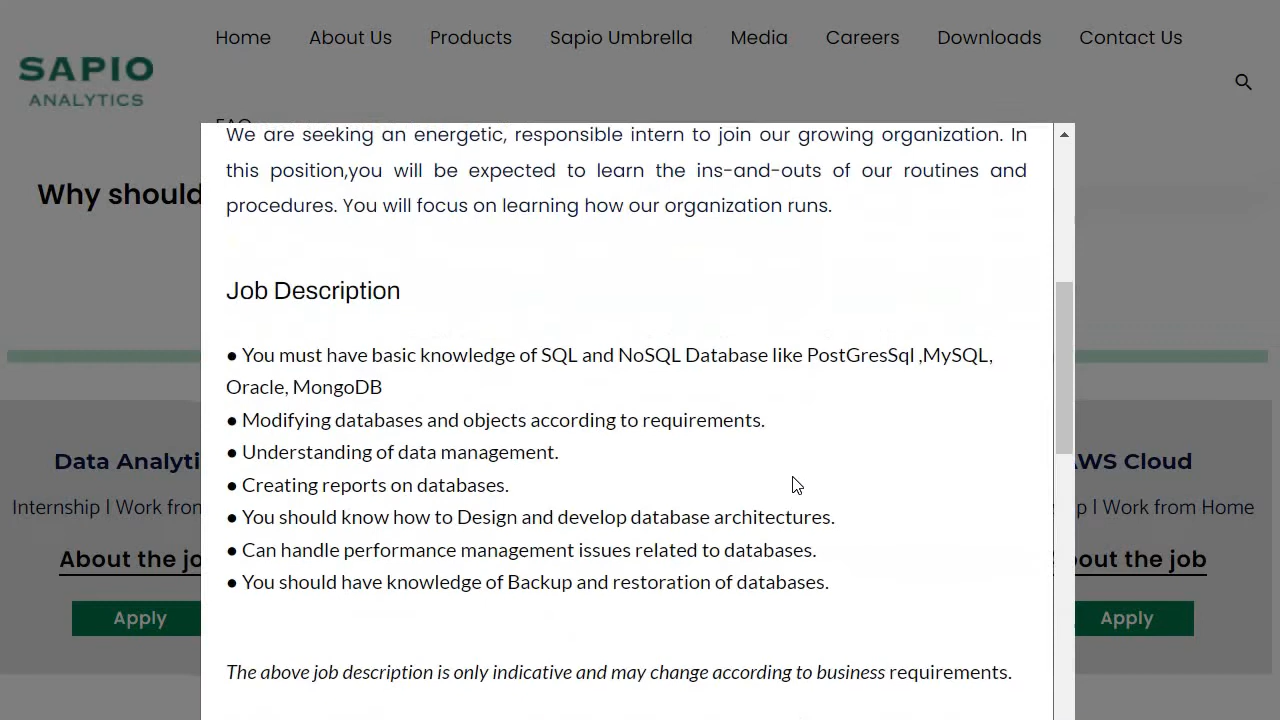 Home About Us Products Sapio Umbrella Media Careers Downloads Contact Us
SAPIO
ANALYTICS
FAQ
We are seeking an energetic, responsible intern to join our growing organization. In
this position,you will be expected to learn the ins-and-outs of our routines and
procedures. You will focus on learning how our organization runs.
Why should
Job Description
● You must have basic knowledge of SQL and NoSQL Database like PostGresSql ,MySQL,
Oracle, MongoDB
● Modifying databases and objects according to requirements.
● Understanding of data management.
● Creating reports on databases.
● You should know how to Design and develop database architectures.
● Can handle performance management issues related to databases.
● You should have knowledge of Backup and restoration of databases.
The above job description is only indicative and may change according to business requirements.
Data Analyti
Internship | Work from
About the jo
Apply
AWS Cloud
p | Work from Home
out the job
Apply